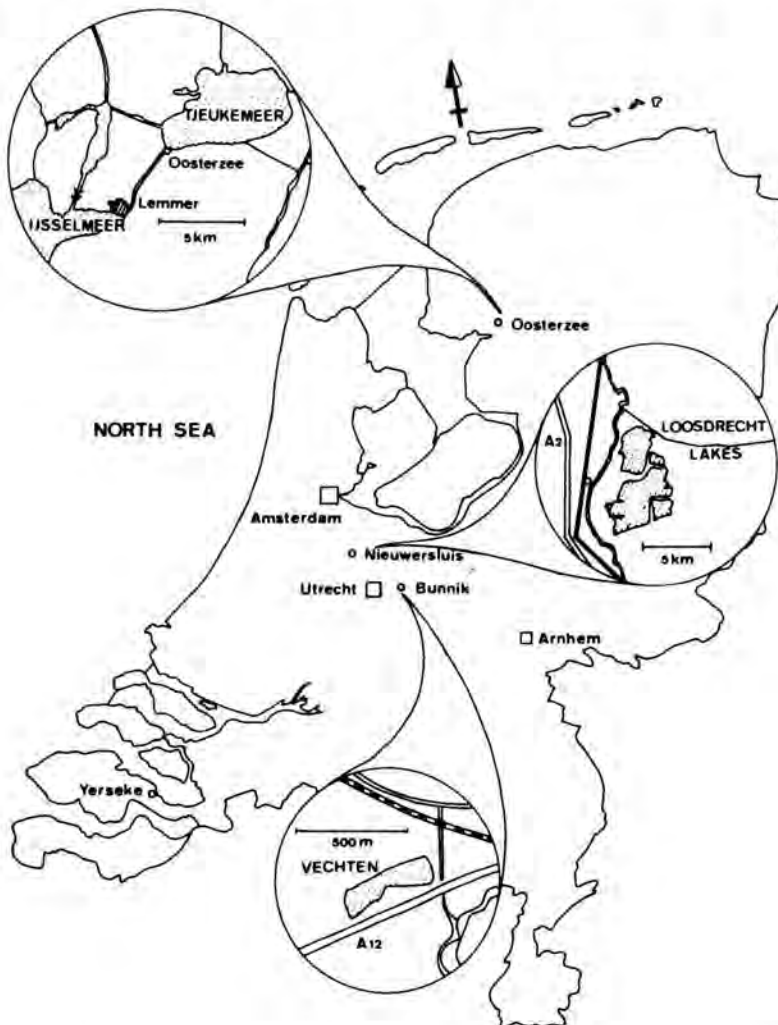 TJEUKEMEER
Oosterzee
Lemmer
IJSSELMEER
5km
Oosterzee
NORTH SEA
A2
LOOSDRECHT
LAKES
5km
Amsterdam
Nieuwersluis
Utrecht
Bunnik
Arnhem
Yerseke
500m
VECHTEN
A12